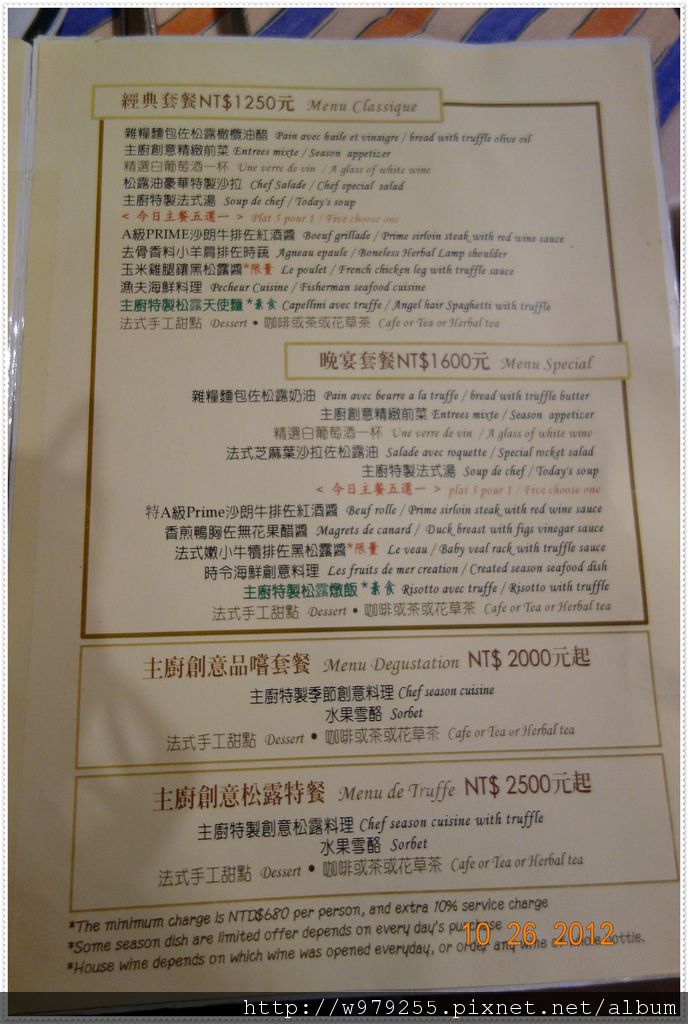 經典套餐NT$1250元 Menu Classique
雜糧麵包佐松露橄欖油醋 Pain avec huile et vinaigre / bread with truffle olive oil
主廚創意精緻前菜 Entrees mixte / Season appetizer
精選白葡萄酒一杯 Une verre de vin / A glass of white wine
松露油豪華特製沙拉 Chef Salade / Chef special salad
主廚特製法式湯 Soup de chef / Today's soup
< 今日主餐五選一 > Plat 5 pour 1 / Five choose one
A級PRIME沙朗牛排佐紅酒醬 Boeuf grillade / Prime sirloin steak with red wine sauce
去骨香料小羊肩排佐時蔬 Agneau epaule / Boneless Herbal Lamp shoulder
玉米雞腿鑲黑松露醬*限量 Le poulet / French chicken leg with truffle sauce
漁夫海鮮料理 Pecheur Cuisine / Fisherman seafood cuisine
主廚特製松露天使麵 *素食 Capellini avec truffe / Angel hair Spaghetti with truffle
法式手工甜點 Dessert • 咖啡或茶或花草茶 Cafe or Tea or Herbal tea
晚宴套餐NT$1600元 Menu Special
雜糧麵包佐松露奶油 Pain avec beurre a la truffe / bread with truffle butter
主廚創意精緻前菜 Entrees mixte / Season appetizer
精選白葡萄酒一杯 Une verre de vin / A glass of white wine
法式芝麻葉沙拉佐松露油 Salade avec roquette / Special rocket salad
主廚特製法式湯 Soup de chef / Today's soup
< 今日主餐五選一 > plat 5 pour 1 / Five choose one
特A級Prime沙朗牛排佐紅酒醬 Beuf rolle / Prime sirloin steak with red wine sauce
香煎鴨胸佐無花果醋醬 Magrets de canard / Duck breast with figs vinegar sauce
法式嫩小牛犢排佐黑松露醬*限量 Le veau / Baby veal rack with truffle sauce
時令海鮮創意料理 Les fruits de mer creation / Created season seafood dish
主廚特製松露燉飯 *素食 Risotto avec truffe / Risotto with truffle
法式手工甜點 Dessert • 咖啡或茶或花草茶 Cafe or Tea or Herbal tea
主廚創意品嚐套餐 Menu Degustation NT$ 2000元起
主廚特製季節創意料理 Chef season cuisine
水果雪酪 Sorbet
法式手工甜點 Dessert • 咖啡或茶或花草茶 Cafe or Tea or Herbal tea
主廚創意松露特餐 Menu de Truffe NT$ 2500元起
主廚特製創意松露料理 Chef season cuisine with truffle
水果雪酪 Sorbet
法式手工甜點 Dessert • 咖啡或茶或花草茶 Cafe or Tea or Herbal tea
*The minimum charge is NTD$680 per person, and extra 10% service charge
*Some season dish are limited offer depends on every day's purchase
*House wine depends on which wine was opened everyday, or order any wine of bottle.
10 26 2012
http://w979255.pixnet.net/album